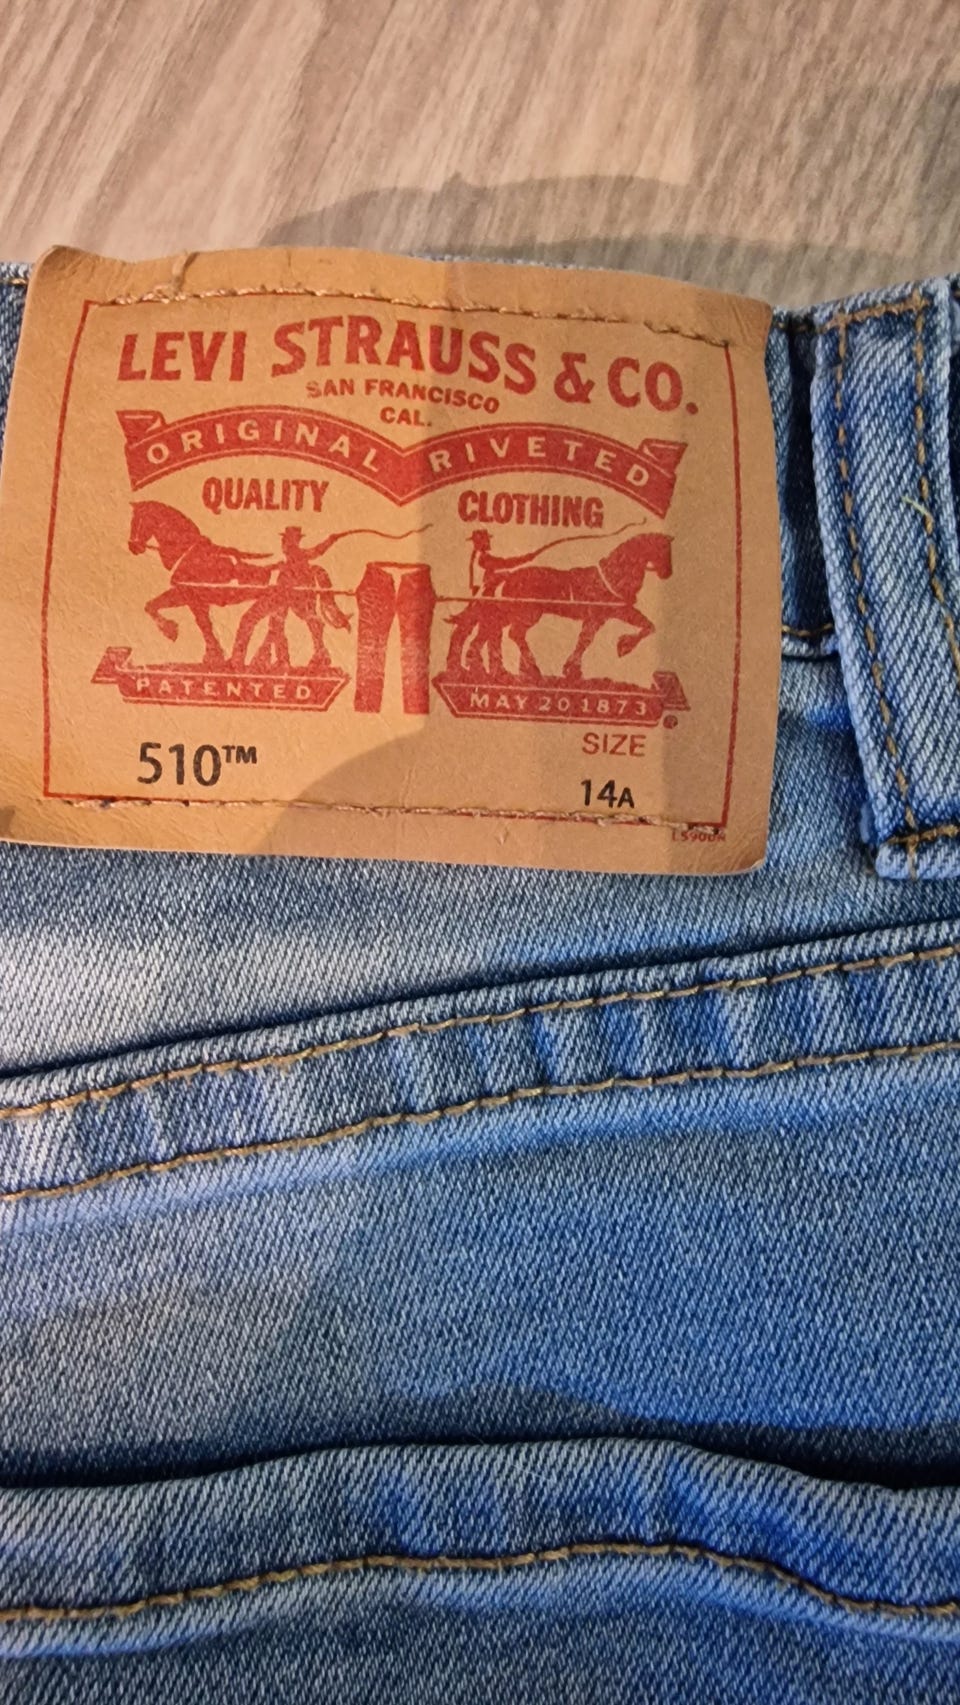 LEVI STRAUSS & CO.
SAN FRANCISCO
CAL.
ORIGINAL RIVETED
QUALITY CLOTHING
PATENTED MAY 20 1873 ®
510™
SIZE
14A